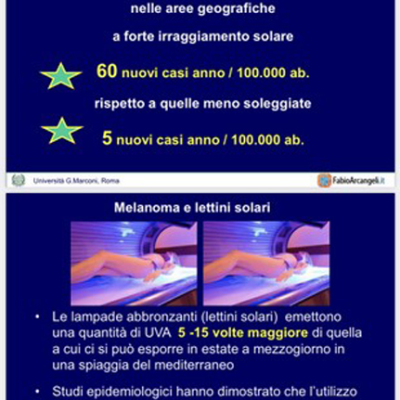 nelle aree geografiche
a forte irraggiamento solare
60 nuovi casi anno / 100.000 ab.
rispetto a quelle meno soleggiate
5 nuovi casi anno / 100.000 ab.
Università G.Marconi, Roma
FabioArcangeli.it
Melanoma e lettini solari
• Le lampade abbronzanti (lettini solari) emettono
una quantità di UVA 5 -15 volte maggiore di quella
a cui ci si può esporre in estate a mezzogiorno in
una spiaggia del mediterraneo
• Studi epidemiologici hanno dimostrato che l'utilizzo